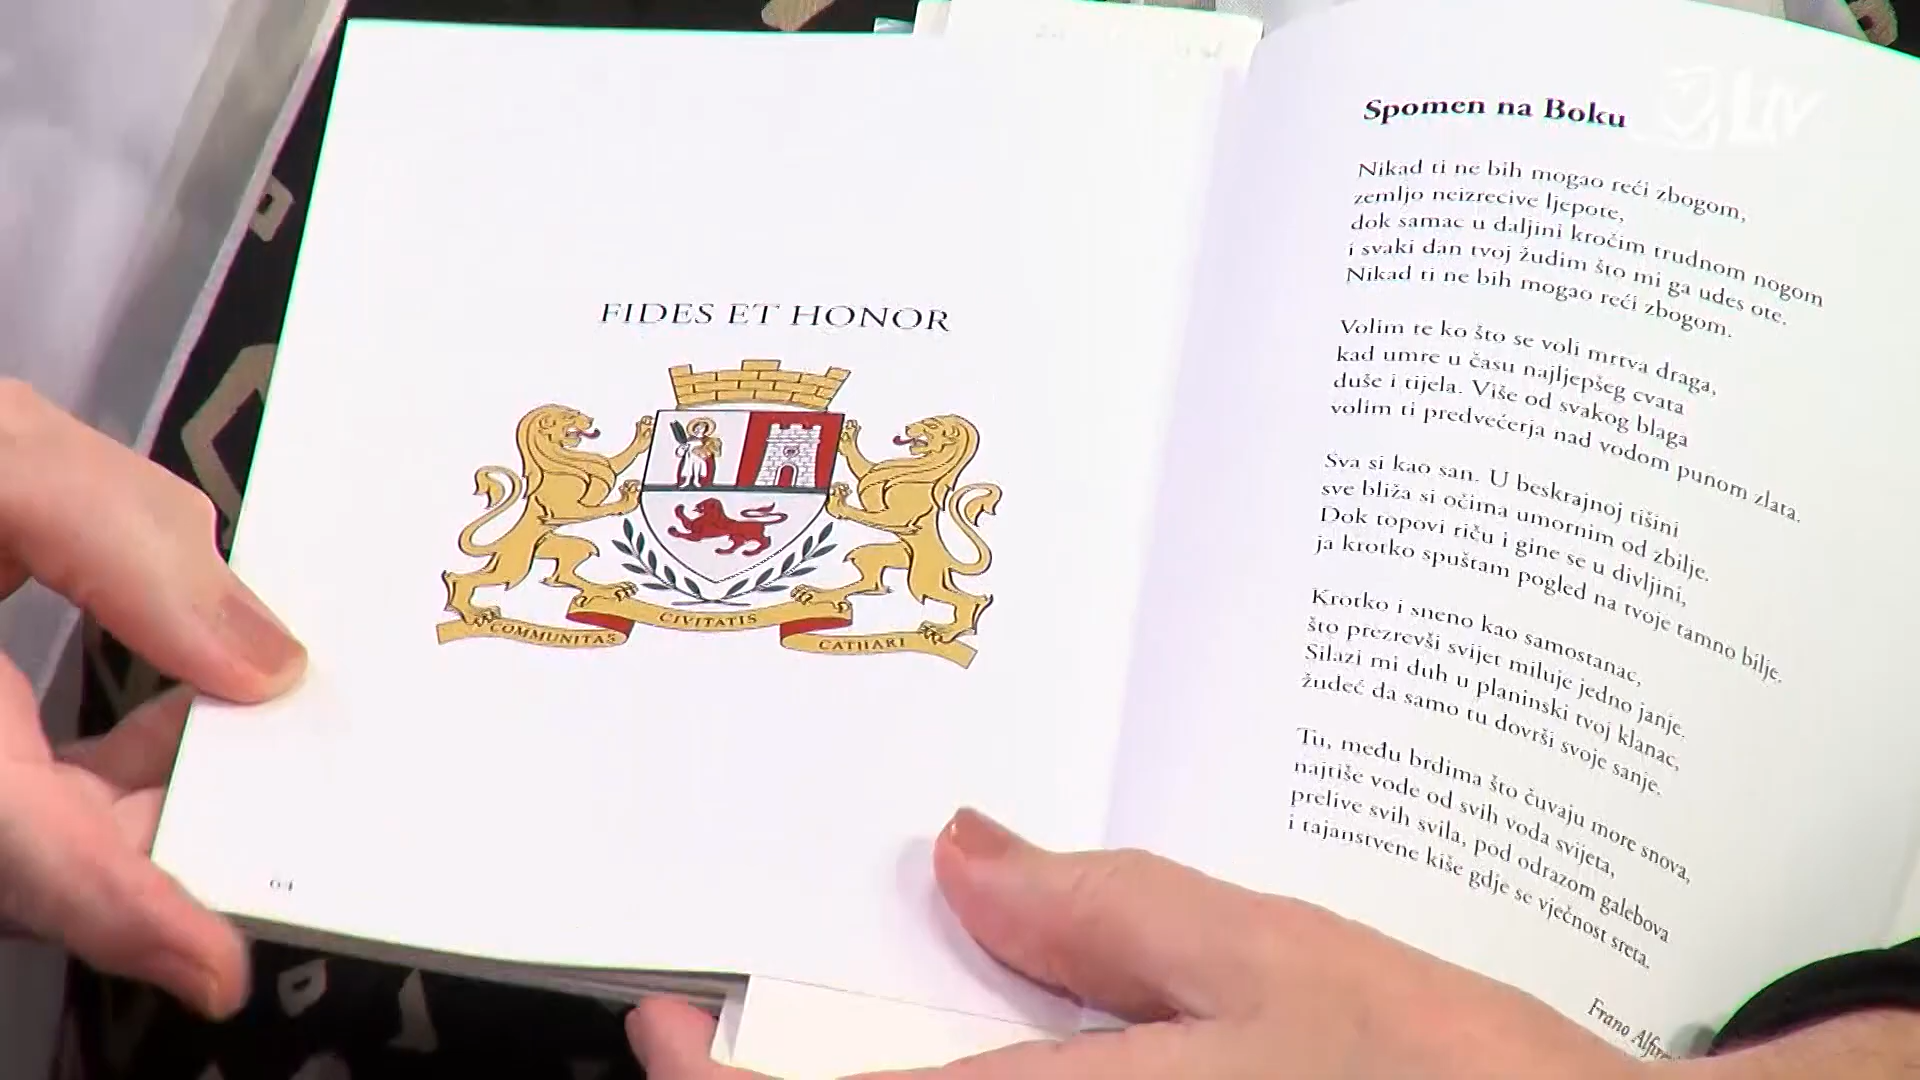 FIDES ET HONOR
COMMUNITAS
CIVITATIS
CATHARI
64
Spomen na Boku
Nikad ti ne bih mogao reći zbogom,
zemljo neizrecive ljepote,
dok samac u daljini kročim trudnom nogom
i svaki dan tvoj žudim što mi ga udes ote.
Nikad ti ne bih mogao reći zbogom.
Volim te ko što se voli mrtva draga,
kad umre u času najljepšeg cvata
duše i tijela. Više od svakog blaga
volim ti predvečerja nad vodom punom zlata.
Sva si kao san. U beskrajnoj tišini
sve bliža si očima umornim od zbilje.
Dok topovi riču i gine se u divljini,
ja krotko spuštam pogled na tvoje tamno bilje.
Krotko i sneno kao samostanac,
što prezrevši svijet miluje jedno janje.
Silazi mi duh u planinski tvoj klanac,
žudeć da samo tu dovrši svoje sanje.
Tu, među brdima što čuvaju more snova,
najtiše vode od svih voda svijeta,
prelive svih svila, pod odrazom galebova
i tajanstvene kiše gdje se vječnost sreta.
Frano
LTV